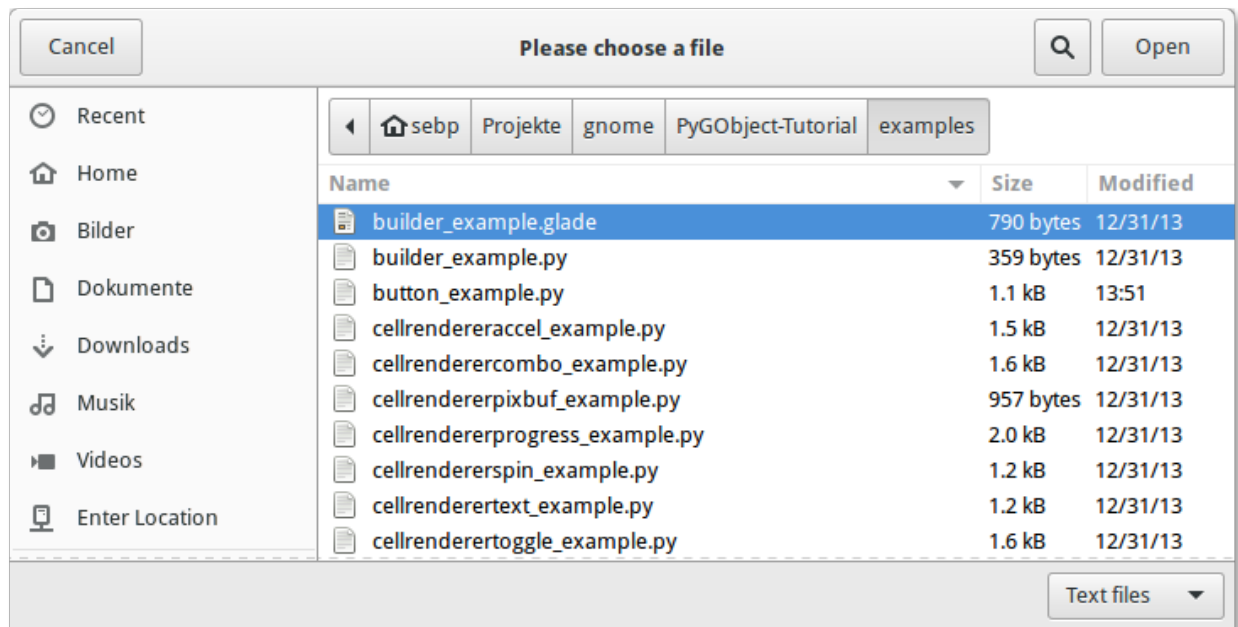 Cancel Please choose a file Open
Recent
Home
Bilder
Dokumente
Downloads
Musik
Videos
Enter Location
sebp Projekte gnome PyGObject-Tutorial examples
Name Size Modified
builder_example.glade 790 bytes 12/31/13
builder_example.py 359 bytes 12/31/13
button_example.py 1.1 kB 13:51
cellrendereraccel_example.py 1.5 kB 12/31/13
cellrenderercombo_example.py 1.6 kB 12/31/13
cellrendererpixbuf_example.py 957 bytes 12/31/13
cellrendererprogress_example.py 2.0 kB 12/31/13
cellrendererspin_example.py 1.2 kB 12/31/13
cellrenderertext_example.py 1.2 kB 12/31/13
cellrenderertoggle_example.py 1.6 kB 12/31/13
Text files